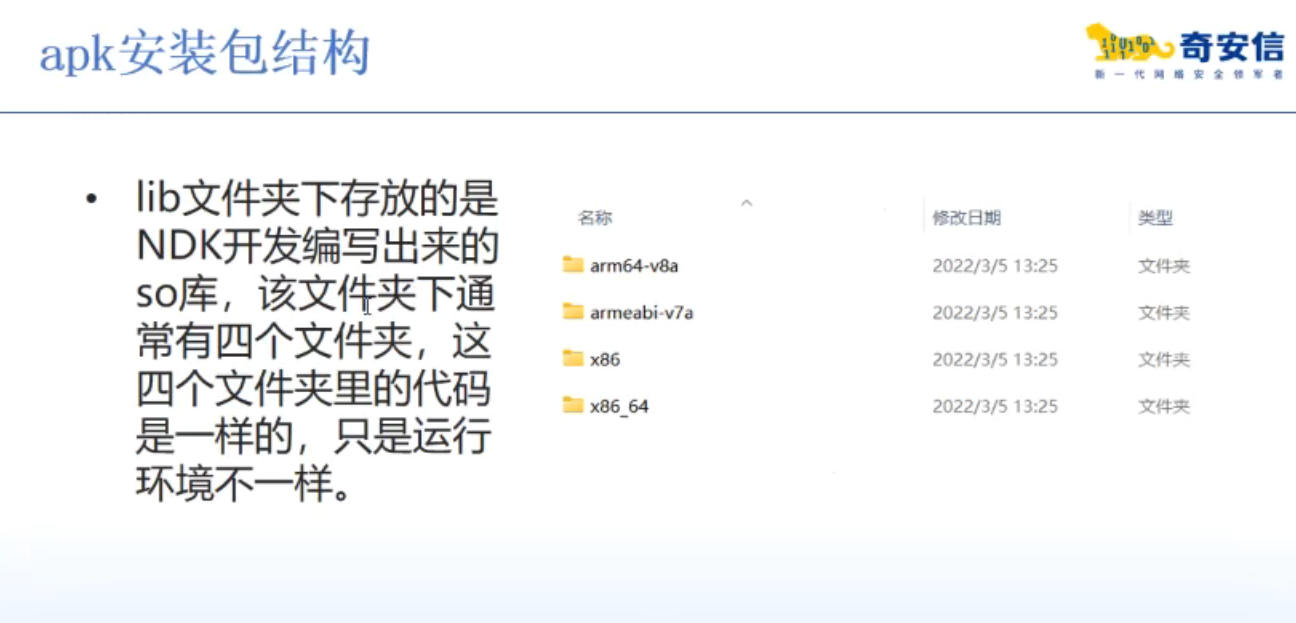 apk安装包结构
奇安信
新一代网络安全领军者
• lib文件夹下存放的是
NDK开发编写出来的
so库，该文件夹下通
常有四个文件夹，这
四个文件夹里的代码
是一样的，只是运行
环境不一样。
名称 修改日期 类型
arm64-v8a 2022/3/5 13:25 文件夹
armeabi-v7a 2022/3/5 13:25 文件夹
x86 2022/3/5 13:25 文件夹
x86_64 2022/3/5 13:25 文件夹